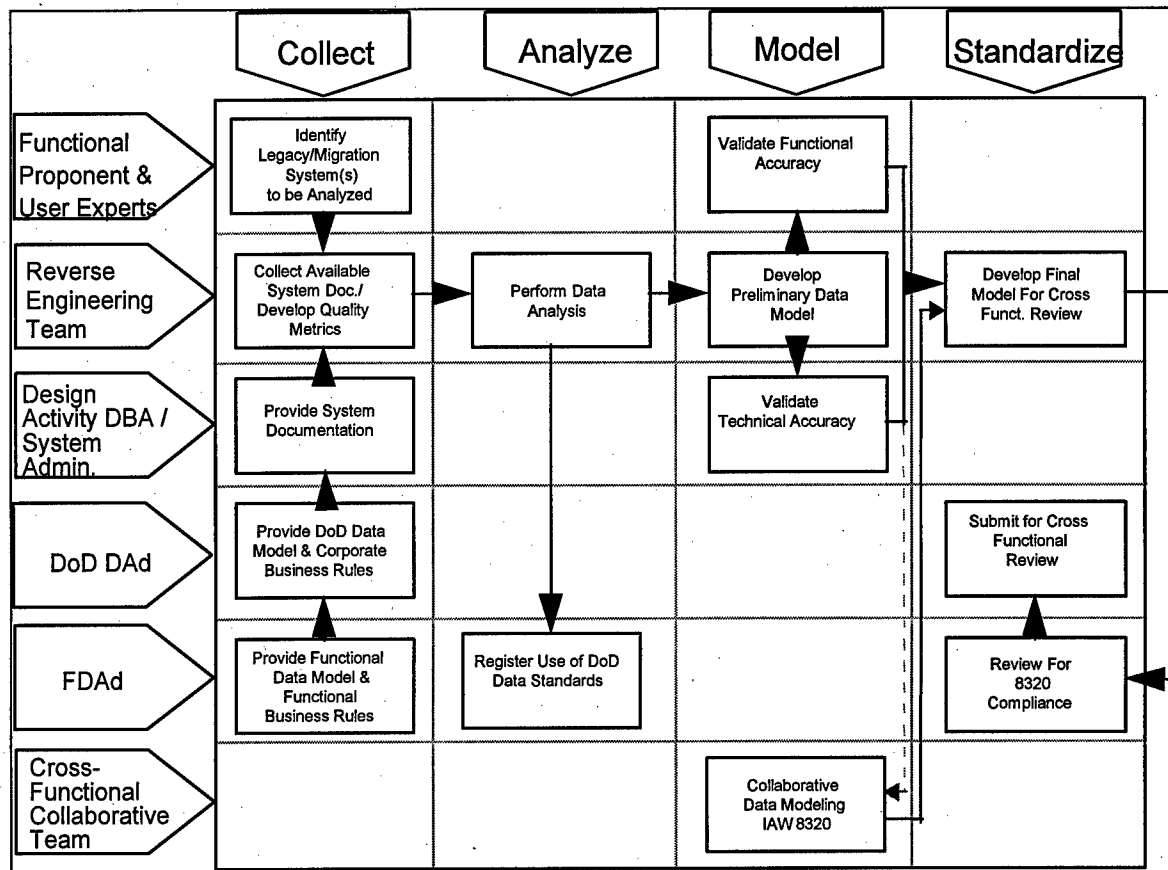 Collect
Analyze
Model
Standardize
Functional
Proponent &
User Experts
Identify
Legacy/Migration
System(s)
to be Analyzed
Validate Functional
Accuracy
Reverse
Engineering
Team
Collect Available
System Doc./
Develop Quality
Metrics
Perform Data
Analysis
Develop
Preliminary Data
Model
Develop Final
Model For Cross
Funct. Review
Design
Activity DBA /
System
Admin.
Provide System
Documentation
Validate
Technical Accuracy
DoD DAd
Provide DoD Data
Model & Corporate
Business Rules
Submit for Cross
Functional
Review
FDAd
Provide Functional
Data Model &
Functional
Business Rules
Register Use of DoD
Data Standards
Review For
8320
Compliance
Cross-
Functional
Collaborative
Team
Collaborative
Data Modeling
IAW 8320